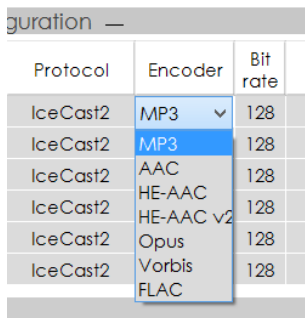 guration —
Protocol Encoder Bit rate
IceCast2 MP3 128
IceCast2 MP3 128
IceCast2 AAC 128
IceCast2 HE-AAC 128
HE-AAC v2
IceCast2 Opus 128
IceCast2 Vorbis 128
FLAC